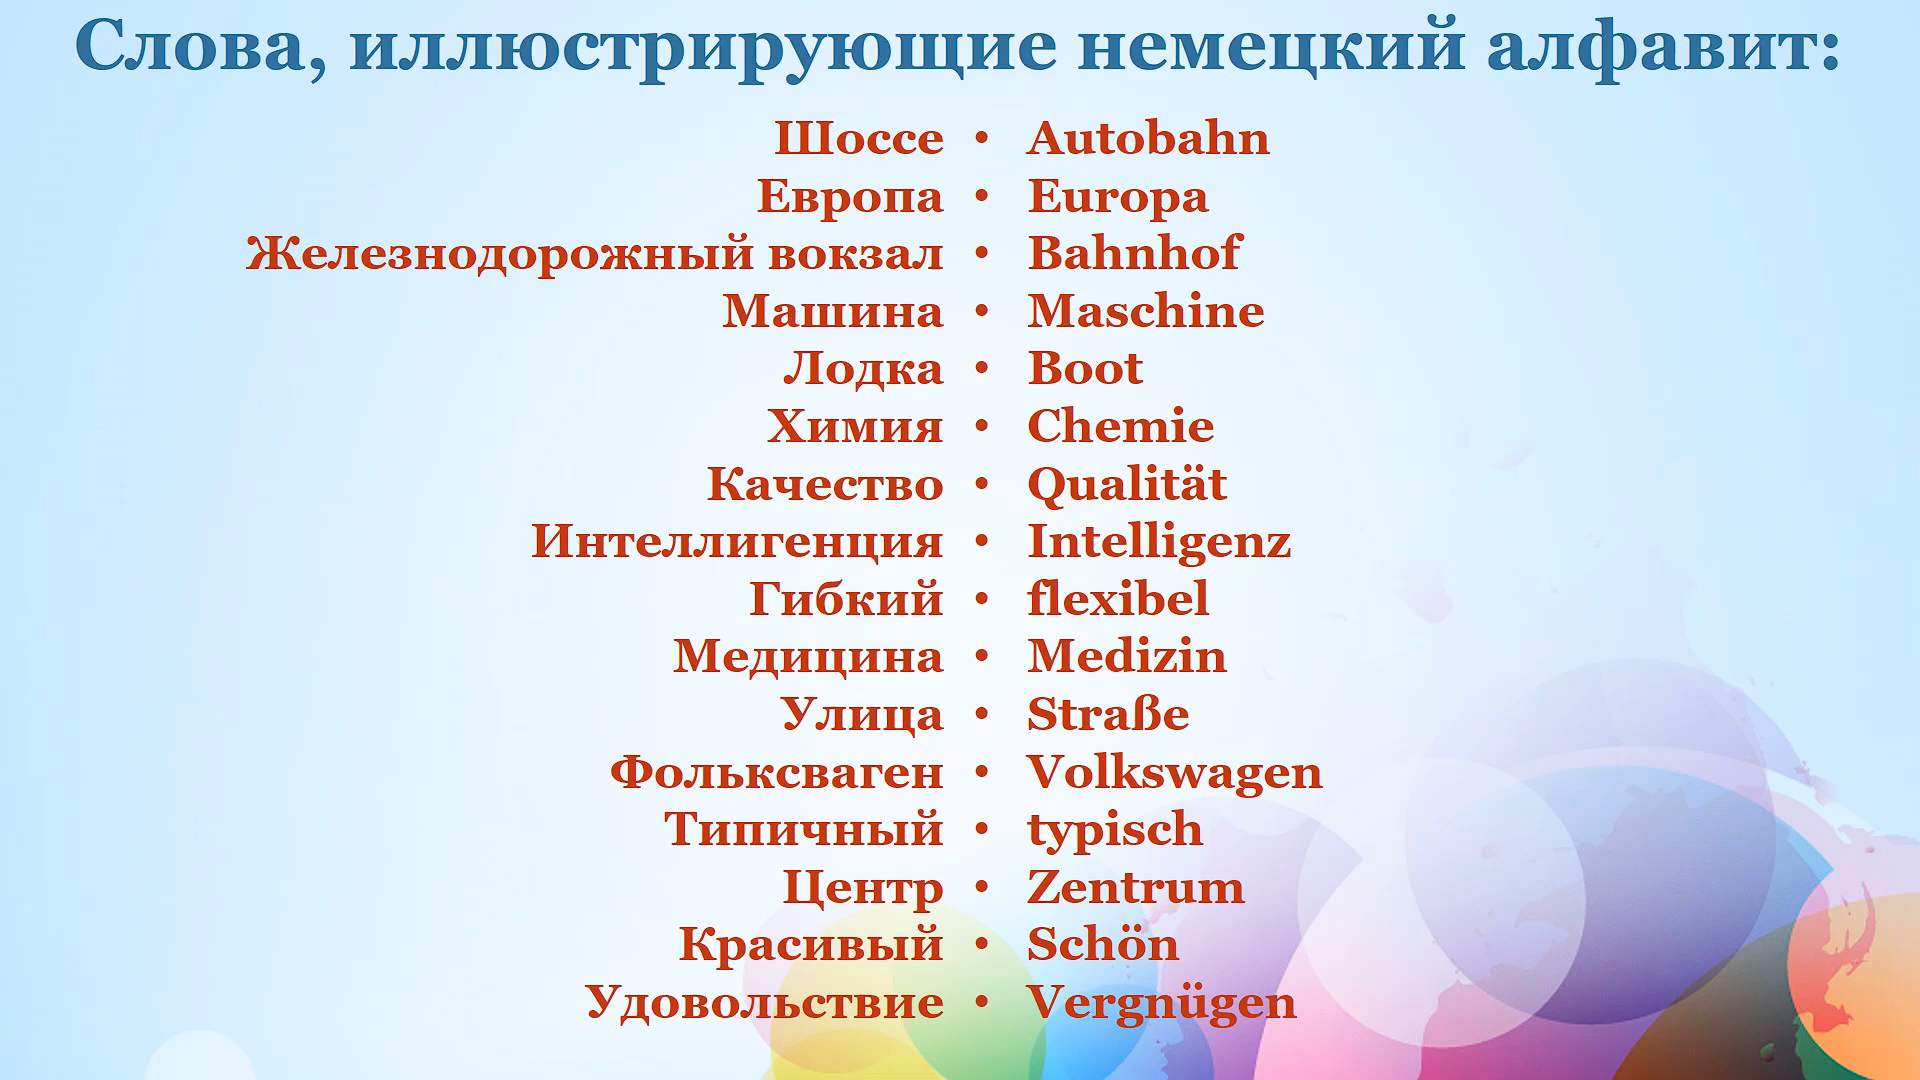 Слова, иллюстрирующие немецкий алфавит:
Шоссе • Autobahn
Европа • Europa
Железнодорожный вокзал • Bahnhof
Машина • Maschine
Лодка • Boot
Химия • Chemie
Качество • Qualität
Интеллигенция • Intelligenz
Гибкий • flexibel
Медицина • Medizin
Улица • Straße
Фольксваген • Volkswagen
Типичный • typisch
Центр • Zentrum
Красивый • Schön
Удовольствие • Vergnügen